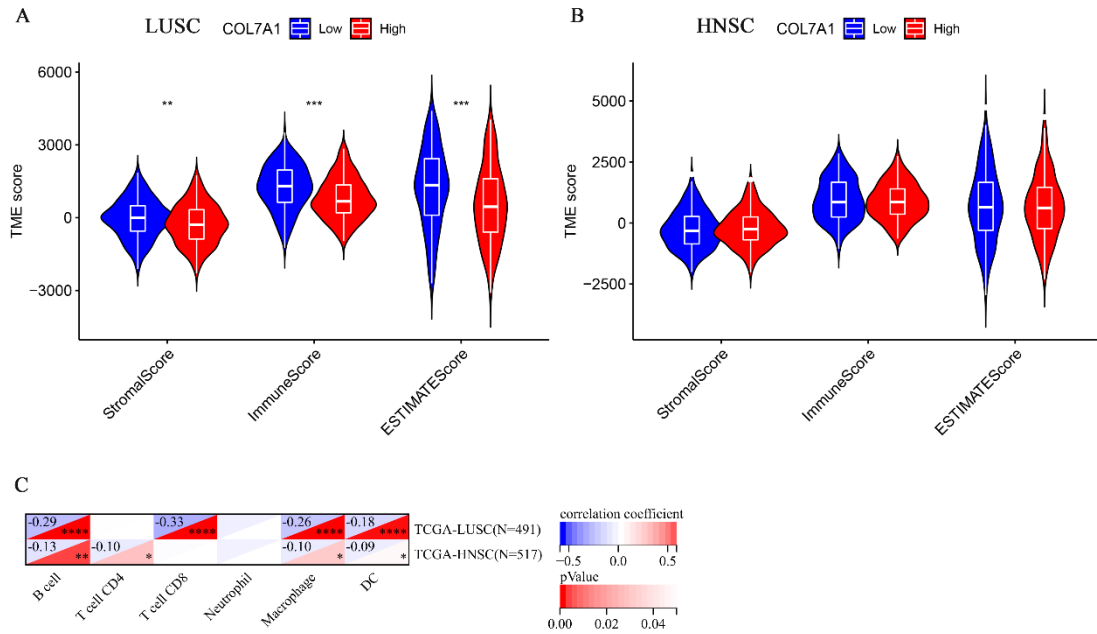 A
LUSC COL7A1 Low High
TME score
6000
3000
0
−3000
** *** ***
StromalScore
ImmuneScore
ESTIMATEScore
B
HNSC COL7A1 Low High
TME score
5000
2500
0
−2500
StromalScore
ImmuneScore
ESTIMATEScore
C
-0.29 **** -0.33 **** -0.26 **** -0.18 **** TCGA-LUSC(N=491)
-0.13 ** -0.10 * -0.10 * -0.09 * TCGA-HNSC(N=517)
B cell
T cell CD4
T cell CD8
Neutrophil
Macrophage
DC
correlation coefficient
−0.5 0.0 0.5
pValue
0.00 0.02 0.04